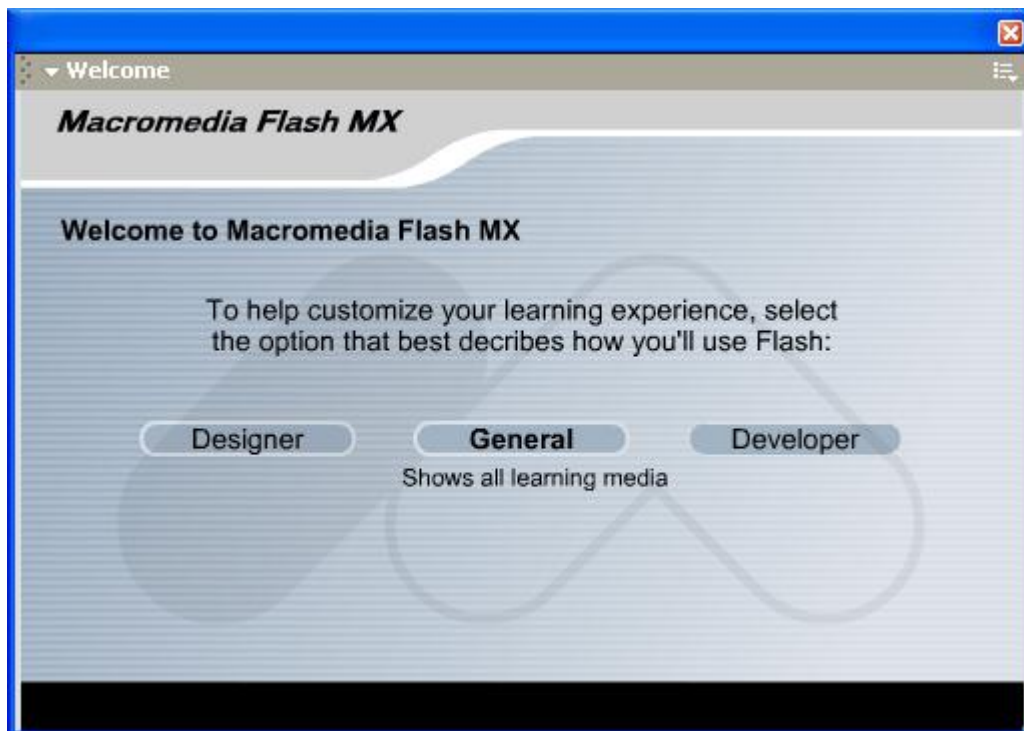 Welcome
Macromedia Flash MX
Welcome to Macromedia Flash MX
To help customize your learning experience, select
the option that best decribes how you'll use Flash:
Designer General Developer
Shows all learning media